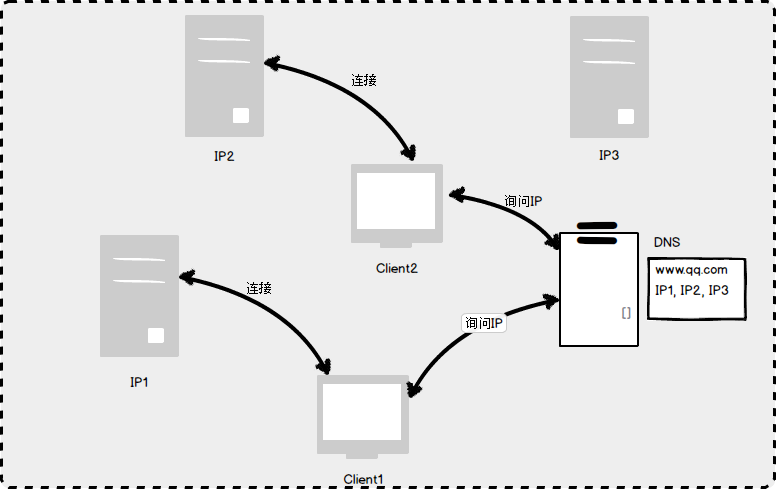 连接
IP2
IP3
询问IP
Client2
DNS
www.qq.com
IP1, IP2, IP3
[]
连接
询问IP
IP1
Client1